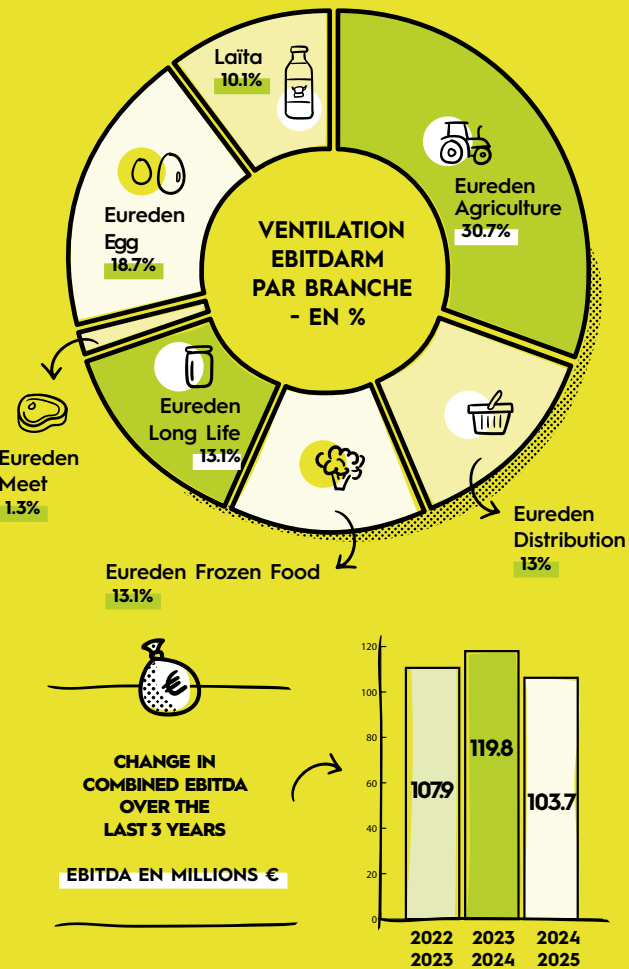 Laïta
10.1%
Eureden
Agriculture
30.7%
Eureden
Egg
18.7%
VENTILATION
EBITDARM
PAR BRANCHE
- EN %
Eureden
Long Life
13.1%
Eureden
Meet
1.3%
Eureden
Distribution
13%
Eureden Frozen Food
13.1%
€
CHANGE IN
COMBINED EBITDA
OVER THE
LAST 3 YEARS
EBITDA EN MILLIONS €
120
100
80
60
40
20
0
107.9
119.8
103.7
2022
2023
2023
2024
2024
2025